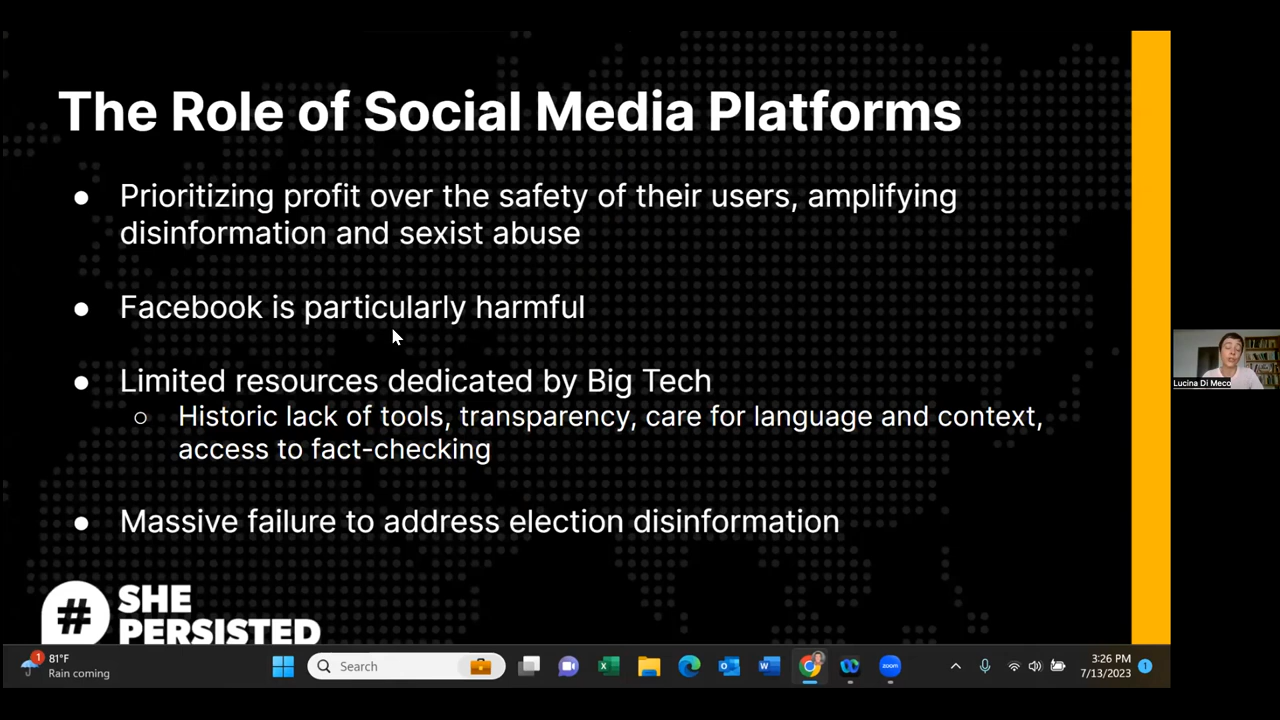 The Role of Social Media Platforms
● Prioritizing profit over the safety of their users, amplifying
disinformation and sexist abuse
● Facebook is particularly harmful
● Limited resources dedicated by Big Tech
○ Historic lack of tools, transparency, care for language and context,
access to fact-checking
● Massive failure to address election disinformation
Lucina Di Meco
# SHE
PERSISTED
1
81°F
Rain coming
Search
zoom
3:26 PM
7/13/2023
1